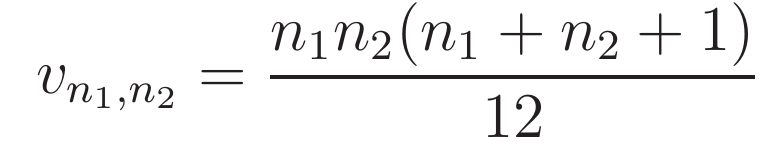 v_{n_1,n_2} = \frac{n_1 n_2 (n_1 + n_2 + 1)}{12}